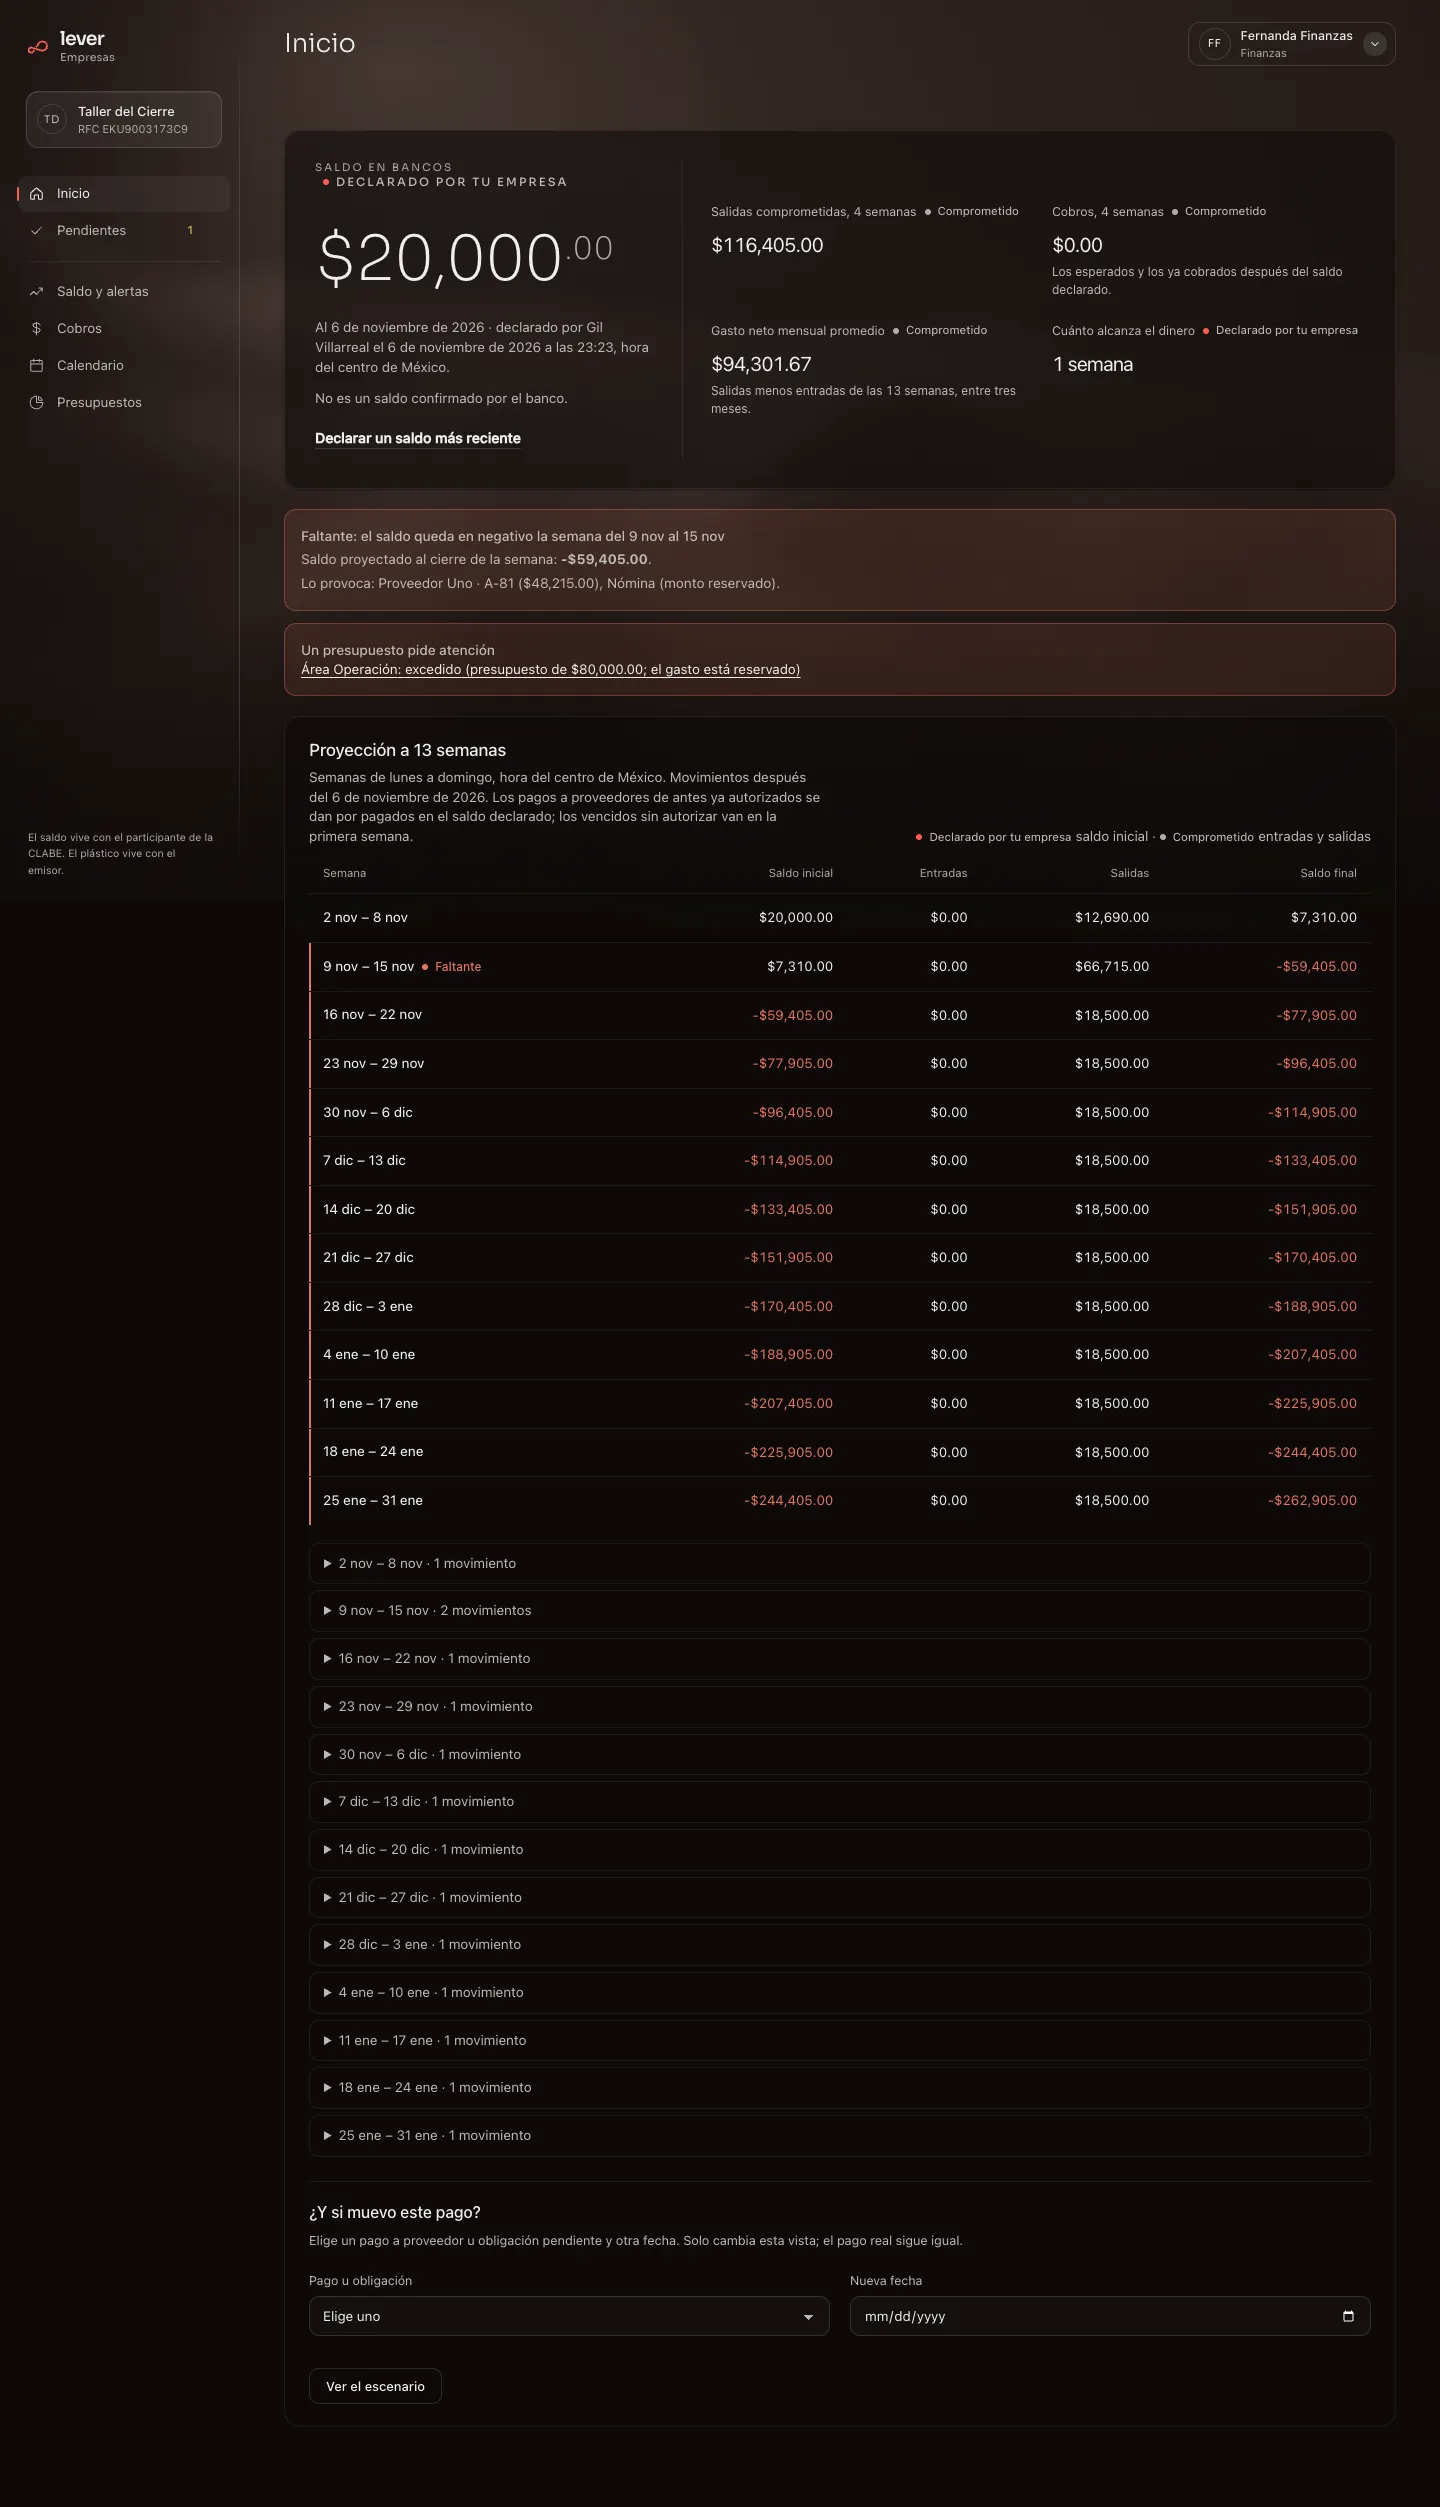 lever
Empresas
TD
Taller del Cierre
RFC EKU9003173C9
Inicio
Pendientes 1
Saldo y alertas
Cobros
Calendario
Presupuestos
El saldo vive con el participante de la
CLABE. El plástico vive con el
emisor.
Inicio
FF
Fernanda Finanzas
Finanzas
SALDO EN BANCOS
DECLARADO POR TU EMPRESA
$20,000.00
Al 6 de noviembre de 2026 · declarado por Gil
Villarreal el 6 de noviembre de 2026 a las 23:23, hora
del centro de México.
No es un saldo confirmado por el banco.
Declarar un saldo más reciente
Salidas comprometidas, 4 semanas Comprometido
$116,405.00
Cobros, 4 semanas Comprometido
$0.00
Los esperados y los ya cobrados después del saldo
declarado.
Gasto neto mensual promedio Comprometido
$94,301.67
Salidas menos entradas de las 13 semanas, entre tres
meses.
Cuánto alcanza el dinero Declarado por tu empresa
1 semana
Faltante: el saldo queda en negativo la semana del 9 nov al 15 nov
Saldo proyectado al cierre de la semana: -$59,405.00.
Lo provoca: Proveedor Uno · A-81 ($48,215.00), Nómina (monto reservado).
Un presupuesto pide atención
Área Operación: excedido (presupuesto de $80,000.00; el gasto está reservado)
Proyección a 13 semanas
Semanas de lunes a domingo, hora del centro de México. Movimientos después
del 6 de noviembre de 2026. Los pagos a proveedores de antes ya autorizados se
dan por pagados en el saldo declarado; los vencidos sin autorizar van en la
primera semana.
Declarado por tu empresa saldo inicial · Comprometido entradas y salidas
Semana Saldo inicial Entradas Salidas Saldo final
2 nov – 8 nov $20,000.00 $0.00 $12,690.00 $7,310.00
9 nov – 15 nov Faltante $7,310.00 $0.00 $66,715.00 -$59,405.00
16 nov – 22 nov -$59,405.00 $0.00 $18,500.00 -$77,905.00
23 nov – 29 nov -$77,905.00 $0.00 $18,500.00 -$96,405.00
30 nov – 6 dic -$96,405.00 $0.00 $18,500.00 -$114,905.00
7 dic – 13 dic -$114,905.00 $0.00 $18,500.00 -$133,405.00
14 dic – 20 dic -$133,405.00 $0.00 $18,500.00 -$151,905.00
21 dic – 27 dic -$151,905.00 $0.00 $18,500.00 -$170,405.00
28 dic – 3 ene -$170,405.00 $0.00 $18,500.00 -$188,905.00
4 ene – 10 ene -$188,905.00 $0.00 $18,500.00 -$207,405.00
11 ene – 17 ene -$207,405.00 $0.00 $18,500.00 -$225,905.00
18 ene – 24 ene -$225,905.00 $0.00 $18,500.00 -$244,405.00
25 ene – 31 ene -$244,405.00 $0.00 $18,500.00 -$262,905.00
2 nov – 8 nov · 1 movimiento
9 nov – 15 nov · 2 movimientos
16 nov – 22 nov · 1 movimiento
23 nov – 29 nov · 1 movimiento
30 nov – 6 dic · 1 movimiento
7 dic – 13 dic · 1 movimiento
14 dic – 20 dic · 1 movimiento
21 dic – 27 dic · 1 movimiento
28 dic – 3 ene · 1 movimiento
4 ene – 10 ene · 1 movimiento
11 ene – 17 ene · 1 movimiento
18 ene – 24 ene · 1 movimiento
25 ene – 31 ene · 1 movimiento
¿Y si muevo este pago?
Elige un pago a proveedor u obligación pendiente y otra fecha. Solo cambia esta vista; el pago real sigue igual.
Pago u obligación
Elige uno
Nueva fecha
mm/dd/yyyy
Ver el escenario